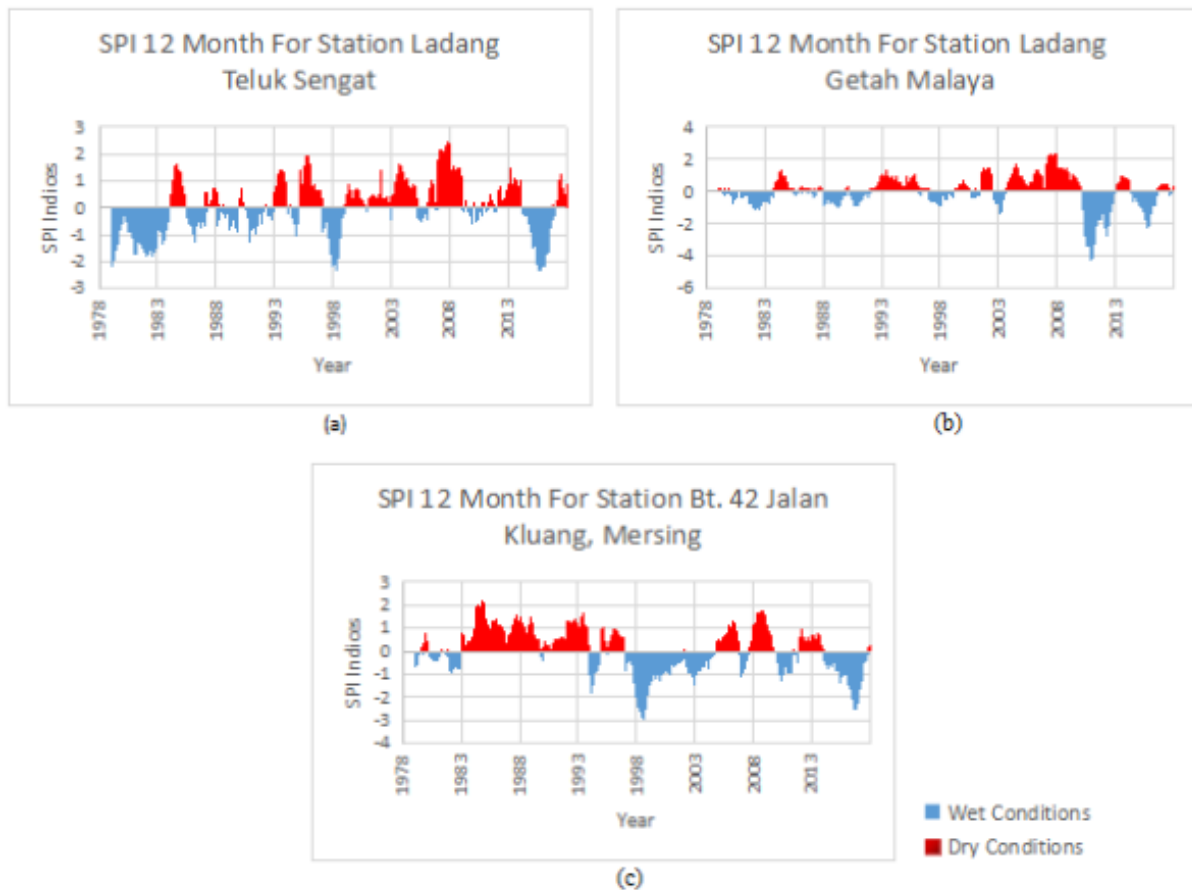 SPI 12 Month For Station Ladang
Teluk Sengat
3
2
1
0
-1
-2
-3
SPI Indices
1978
1983
1988
1993
1998
2003
2008
2013
Year
(a)
SPI 12 Month For Station Ladang
Getah Malaya
4
2
0
-2
-4
-6
SPI Indices
1978
1983
1988
1993
1998
2003
2008
2013
Year
(b)
SPI 12 Month For Station Bt. 42 Jalan
Kluang, Mersing
3
2
1
0
-1
-2
-3
-4
SPI Indices
1978
1983
1988
1993
1998
2003
2008
2013
Year
(c)
Wet Conditions
Dry Conditions